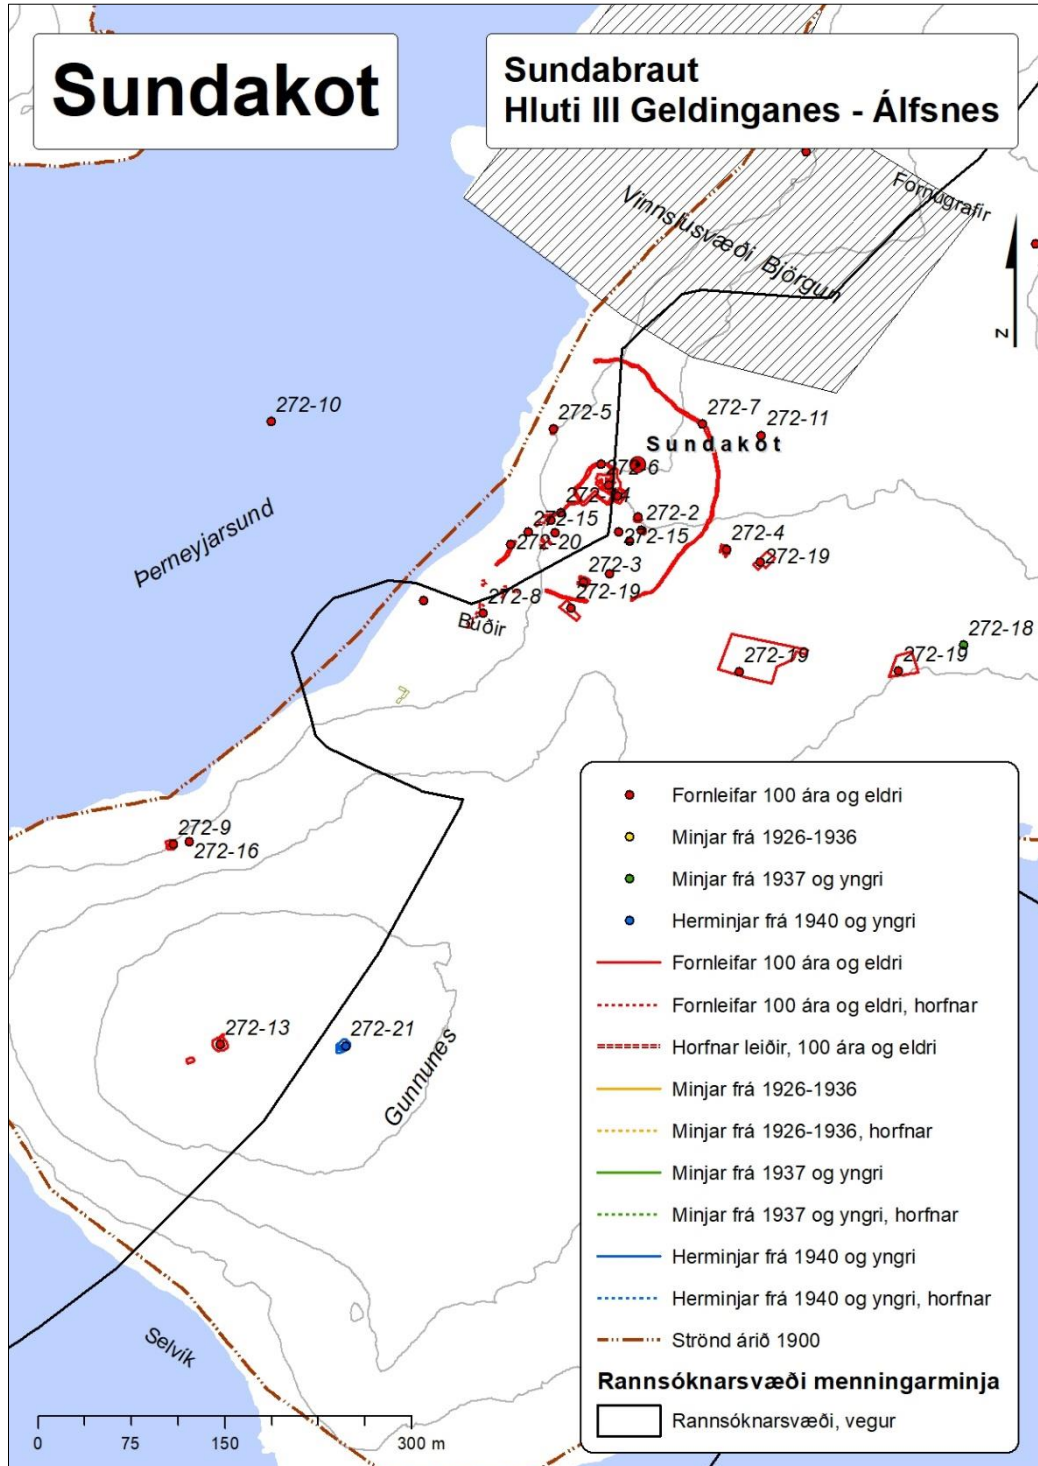 Sundakot
Sundabraut
Hluti III Geldinganes - Álfsnes
Fornugrafir
Vinnslusvæði Björgun
N
272-10
272-5
272-7
272-11
Sundakot
272-6
272-14
272-15
272-2
272-20
272-15
272-4
272-19
272-3
272-19
272-8
Búðir
Þerneyjarsund
272-18
272-19
272-19
272-9
272-16
272-13
272-21
Gunnunes
Selvík
Fornleifar 100 ára og eldri
Minjar frá 1926-1936
Minjar frá 1937 og yngri
Herminjar frá 1940 og yngri
Fornleifar 100 ára og eldri
Fornleifar 100 ára og eldri, horfnar
Horfnar leiðir, 100 ára og eldri
Minjar frá 1926-1936
Minjar frá 1926-1936, horfnar
Minjar frá 1937 og yngri
Minjar frá 1937 og yngri, horfnar
Herminjar frá 1940 og yngri
Herminjar frá 1940 og yngri, horfnar
Strönd árið 1900
Rannsóknarsvæði menningarminja
Rannsóknarsvæði, vegur
0 75 150 300 m